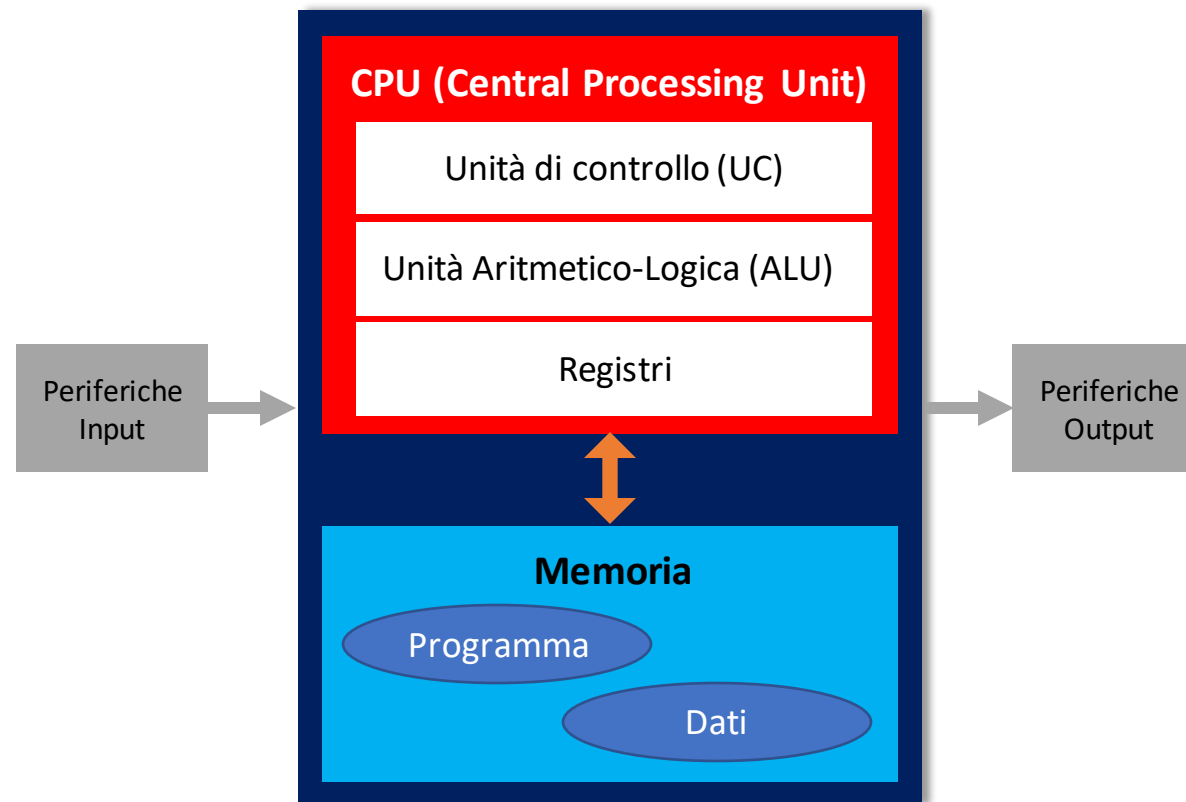 CPU (Central Processing Unit)
Unità di controllo (UC)
Unità Aritmetico-Logica (ALU)
Registri
Periferiche
Input
Periferiche
Output
Memoria
Programma
Dati